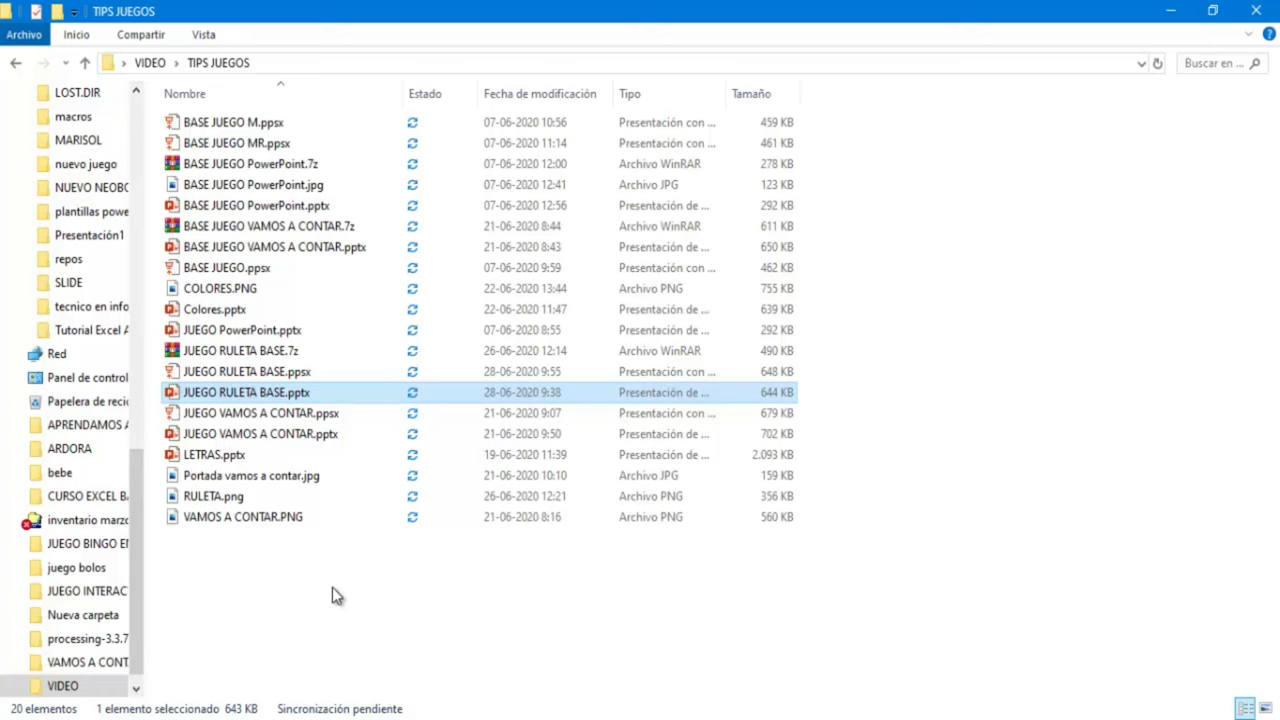 TIPS JUEGOS
Archivo Inicio Compartir Vista
VIDEO TIPS JUEGOS Buscar en ...
LOST.DIR
macros
MARISOL
nuevo juego
NUEVO NEOBO
plantillas powe
Presentación1
repos
SLIDE
tecnico en info
Tutorial Excel A
Red
Panel de control
Papelera de reci
APRENDAMOS A
ARDORA
bebe
CURSO EXCEL BA
inventario marzo
JUEGO BINGO EN
juego bolos
JUEGO INTERAC
Nueva carpeta
processing-3.3.7
VAMOS A CONT
VIDEO
Nombre Estado Fecha de modificación Tipo Tamaño
BASE JUEGO M.ppsx 07-06-2020 10:56 Presentación con ... 459 KB
BASE JUEGO MR.ppsx 07-06-2020 11:14 Presentación con ... 461 KB
BASE JUEGO PowerPoint.7z 07-06-2020 12:00 Archivo WinRAR 278 KB
BASE JUEGO PowerPoint.jpg 07-06-2020 12:41 Archivo JPG 123 KB
BASE JUEGO PowerPoint.pptx 07-06-2020 12:56 Presentación de ... 292 KB
BASE JUEGO VAMOS A CONTAR.7z 21-06-2020 8:44 Archivo WinRAR 611 KB
BASE JUEGO VAMOS A CONTAR.pptx 21-06-2020 8:43 Presentación de ... 650 KB
BASE JUEGO.ppsx 07-06-2020 9:59 Presentación con ... 462 KB
COLORES.PNG 22-06-2020 13:44 Archivo PNG 755 KB
Colores.pptx 22-06-2020 11:47 Presentación de ... 639 KB
JUEGO PowerPoint.pptx 07-06-2020 8:55 Presentación de ... 292 KB
JUEGO RULETA BASE.7z 26-06-2020 12:14 Archivo WinRAR 490 KB
JUEGO RULETA BASE.ppsx 28-06-2020 9:55 Presentación con ... 648 KB
JUEGO RULETA BASE.pptx 28-06-2020 9:38 Presentación de ... 644 KB
JUEGO VAMOS A CONTAR.ppsx 21-06-2020 9:07 Presentación con ... 679 KB
JUEGO VAMOS A CONTAR.pptx 21-06-2020 9:50 Presentación de ... 702 KB
LETRAS.pptx 19-06-2020 11:39 Presentación de ... 2.093 KB
Portada vamos a contar.jpg 21-06-2020 10:10 Archivo JPG 159 KB
RULETA.png 26-06-2020 12:21 Archivo PNG 356 KB
VAMOS A CONTAR.PNG 21-06-2020 8:16 Archivo PNG 560 KB
20 elementos 1 elemento seleccionado 643 KB Sincronización pendiente